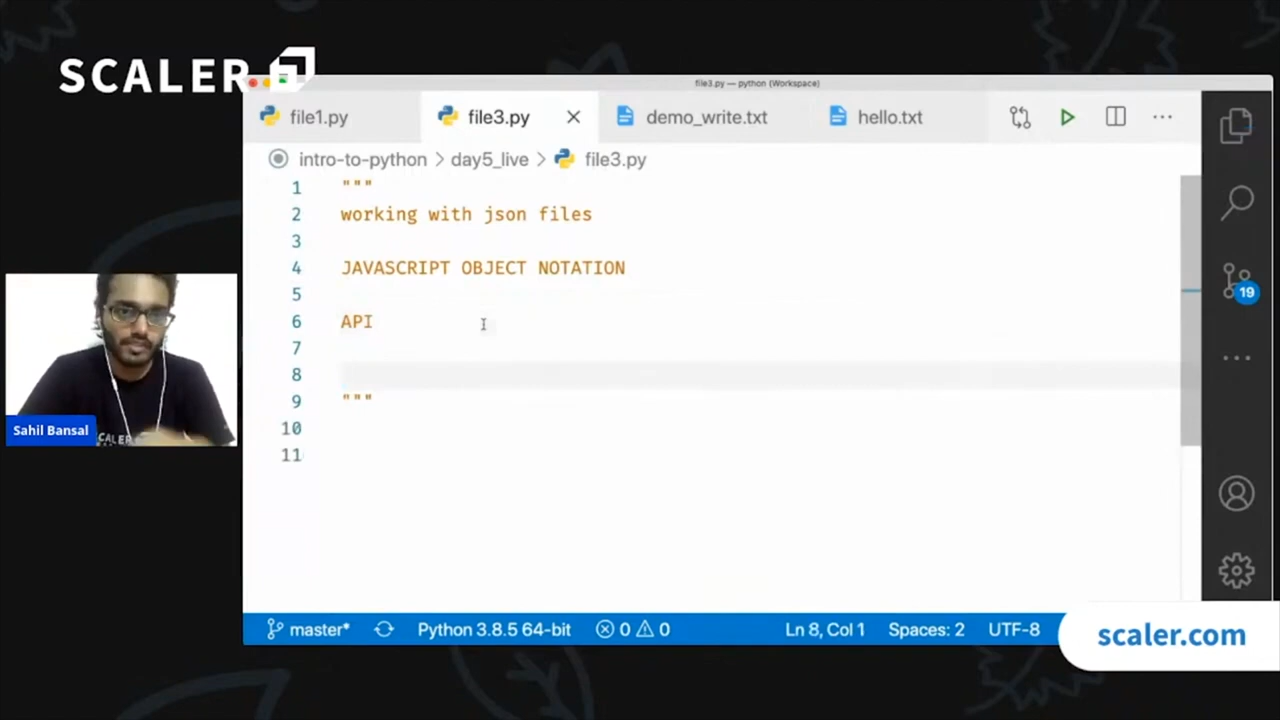 SCALER
file3.py — python (Workspace)
file1.py
file3.py
demo_write.txt
hello.txt
intro-to-python > day5_live > file3.py
1 """
2 working with json files
3
4 JAVASCRIPT OBJECT NOTATION
5
6 API
7
8
9 """
10
11
19
Sahil Bansal
SCALER
master*
Python 3.8.5 64-bit
0 0
Ln 8, Col 1
Spaces: 2
UTF-8
scaler.com